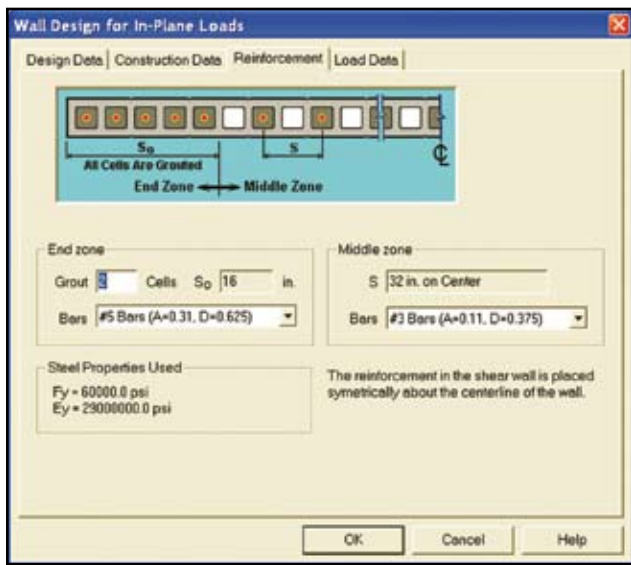 Wall Design for In-Plane Loads
Design Data Construction Data Reinforcement Load Data
So S
All Cells Are Grouted
End Zone Middle Zone
End zone
Grout 2 Cells So 16 in.
Bars #5 Bars (A=0.31, D=0.625)
Middle zone
S 32 in. on Center
Bars #3 Bars (A=0.11, D=0.375)
Steel Properties Used
Fy = 60000.0 psi
Ey = 29000000.0 psi
The reinforcement in the shear wall is placed
symetrically about the centerline of the wall.
OK Cancel Help